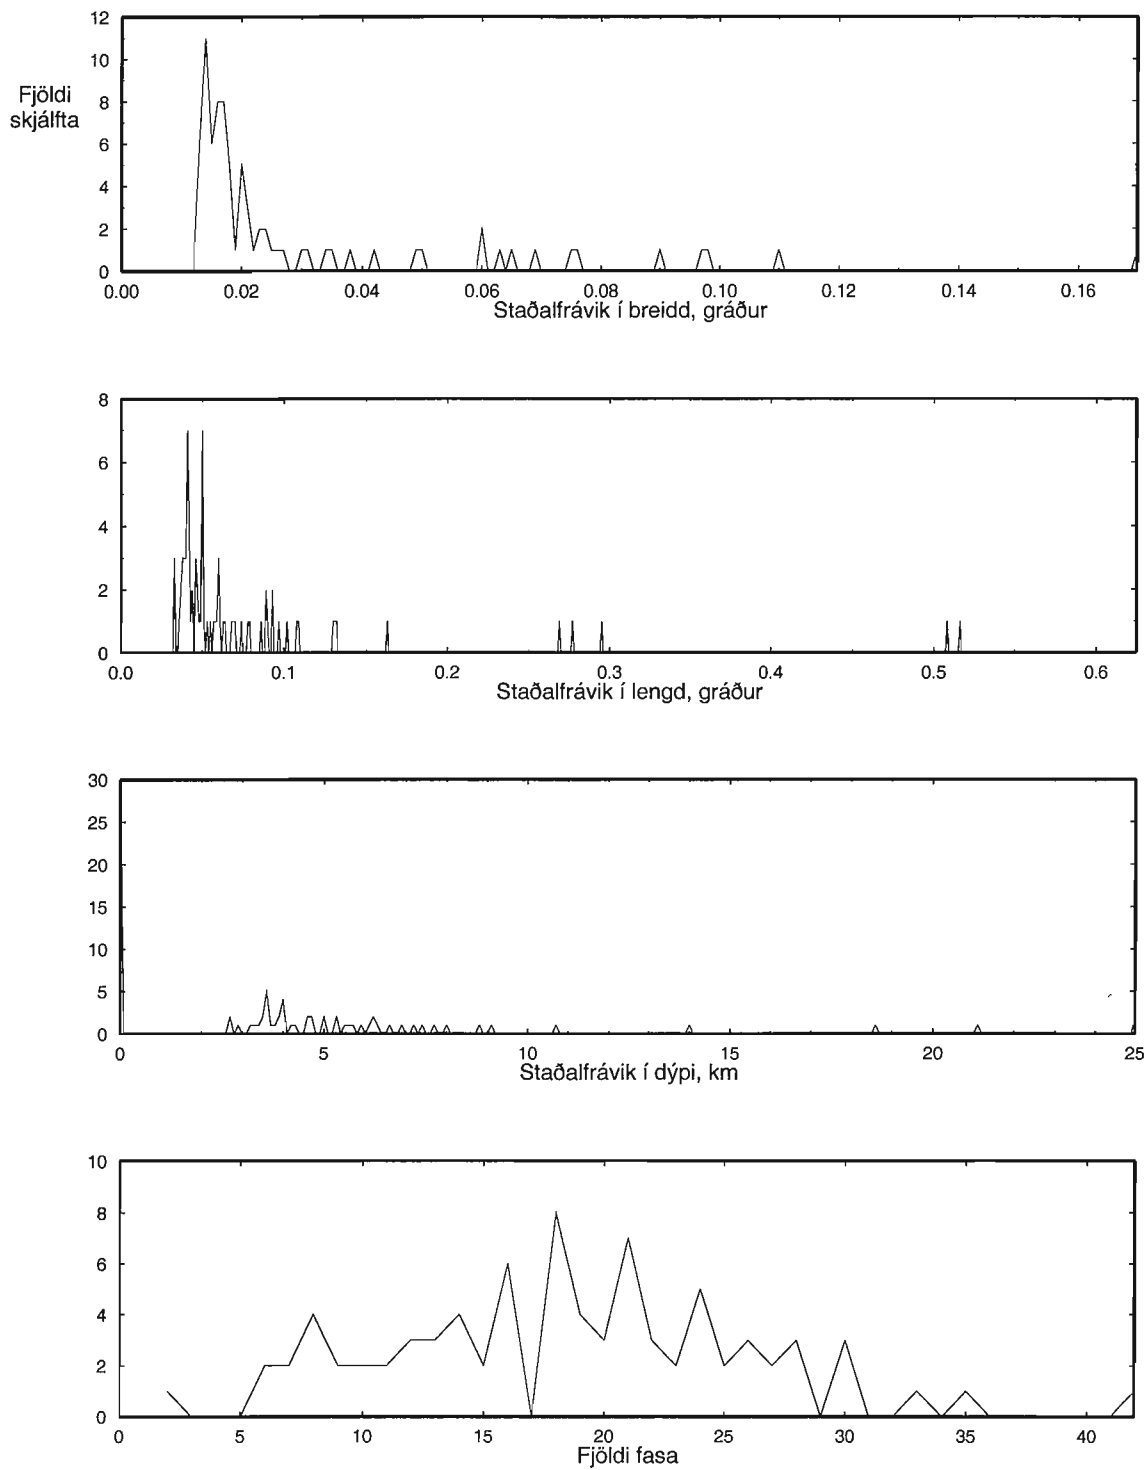 12
10
Fjöldi
skjálfta
8
6
4
2
0
0.00 0.02 0.04 0.06 0.08 0.10 0.12 0.14 0.16
Staðalfrávik í breidd, gráður
8
6
4
2
0
0.0 0.1 0.2 0.3 0.4 0.5 0.6
Staðalfrávik í lengd, gráður
30
25
20
15
10
5
0
0 5 10 15 20 25
Staðalfrávik í dýpi, km
10
8
6
4
2
0
0 5 10 15 20 25 30 35 40
Fjöldi fasa